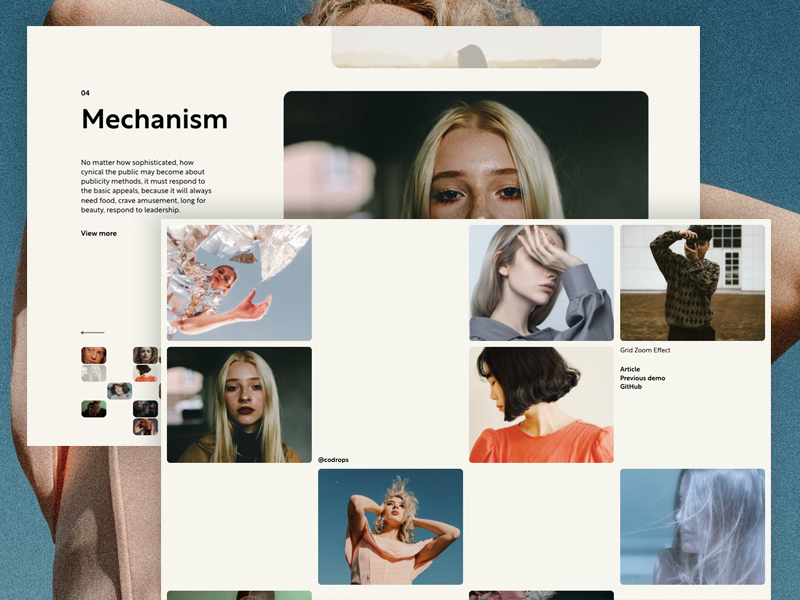 04
Mechanism
No matter how sophisticated, how
cynical the public may become about
publicity methods, it must respond to
the basic appeals, because it will always
need food, crave amusement, long for
beauty, respond to leadership.
View more
Grid Zoom Effect
Article
Previous demo
GitHub
@codrops